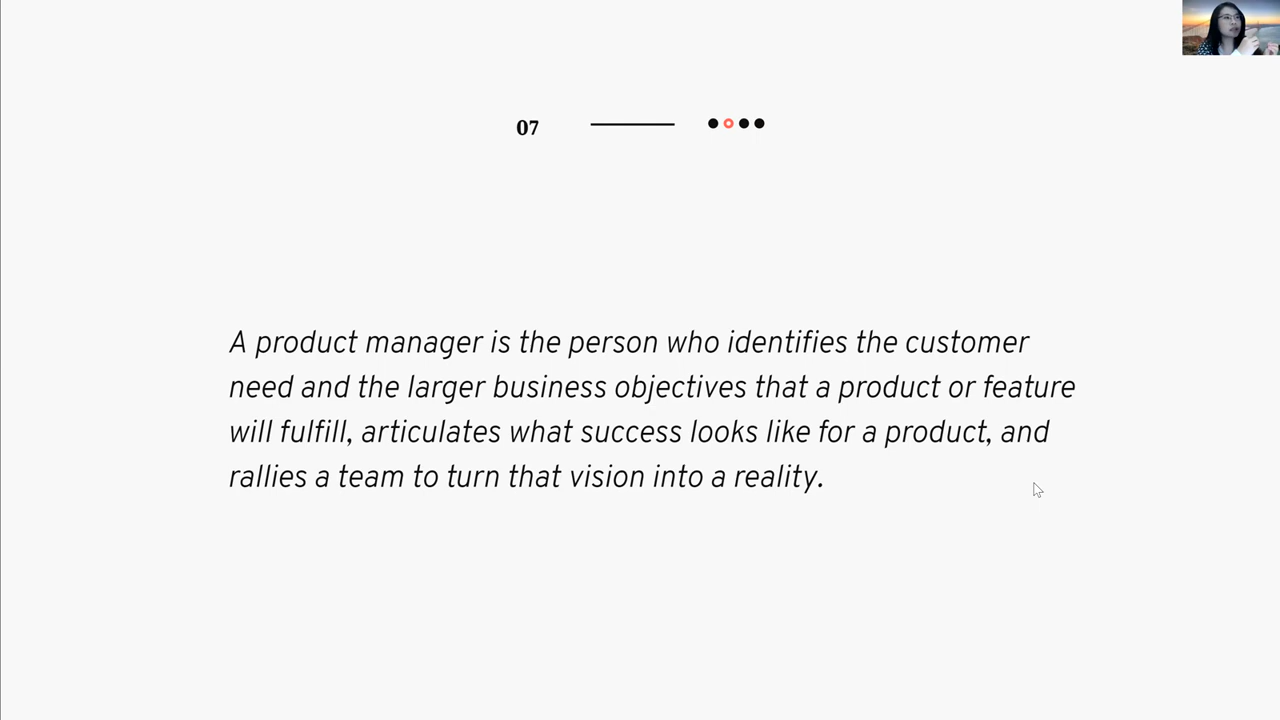 07
A product manager is the person who identifies the customer
need and the larger business objectives that a product or feature
will fulfill, articulates what success looks like for a product, and
rallies a team to turn that vision into a reality.